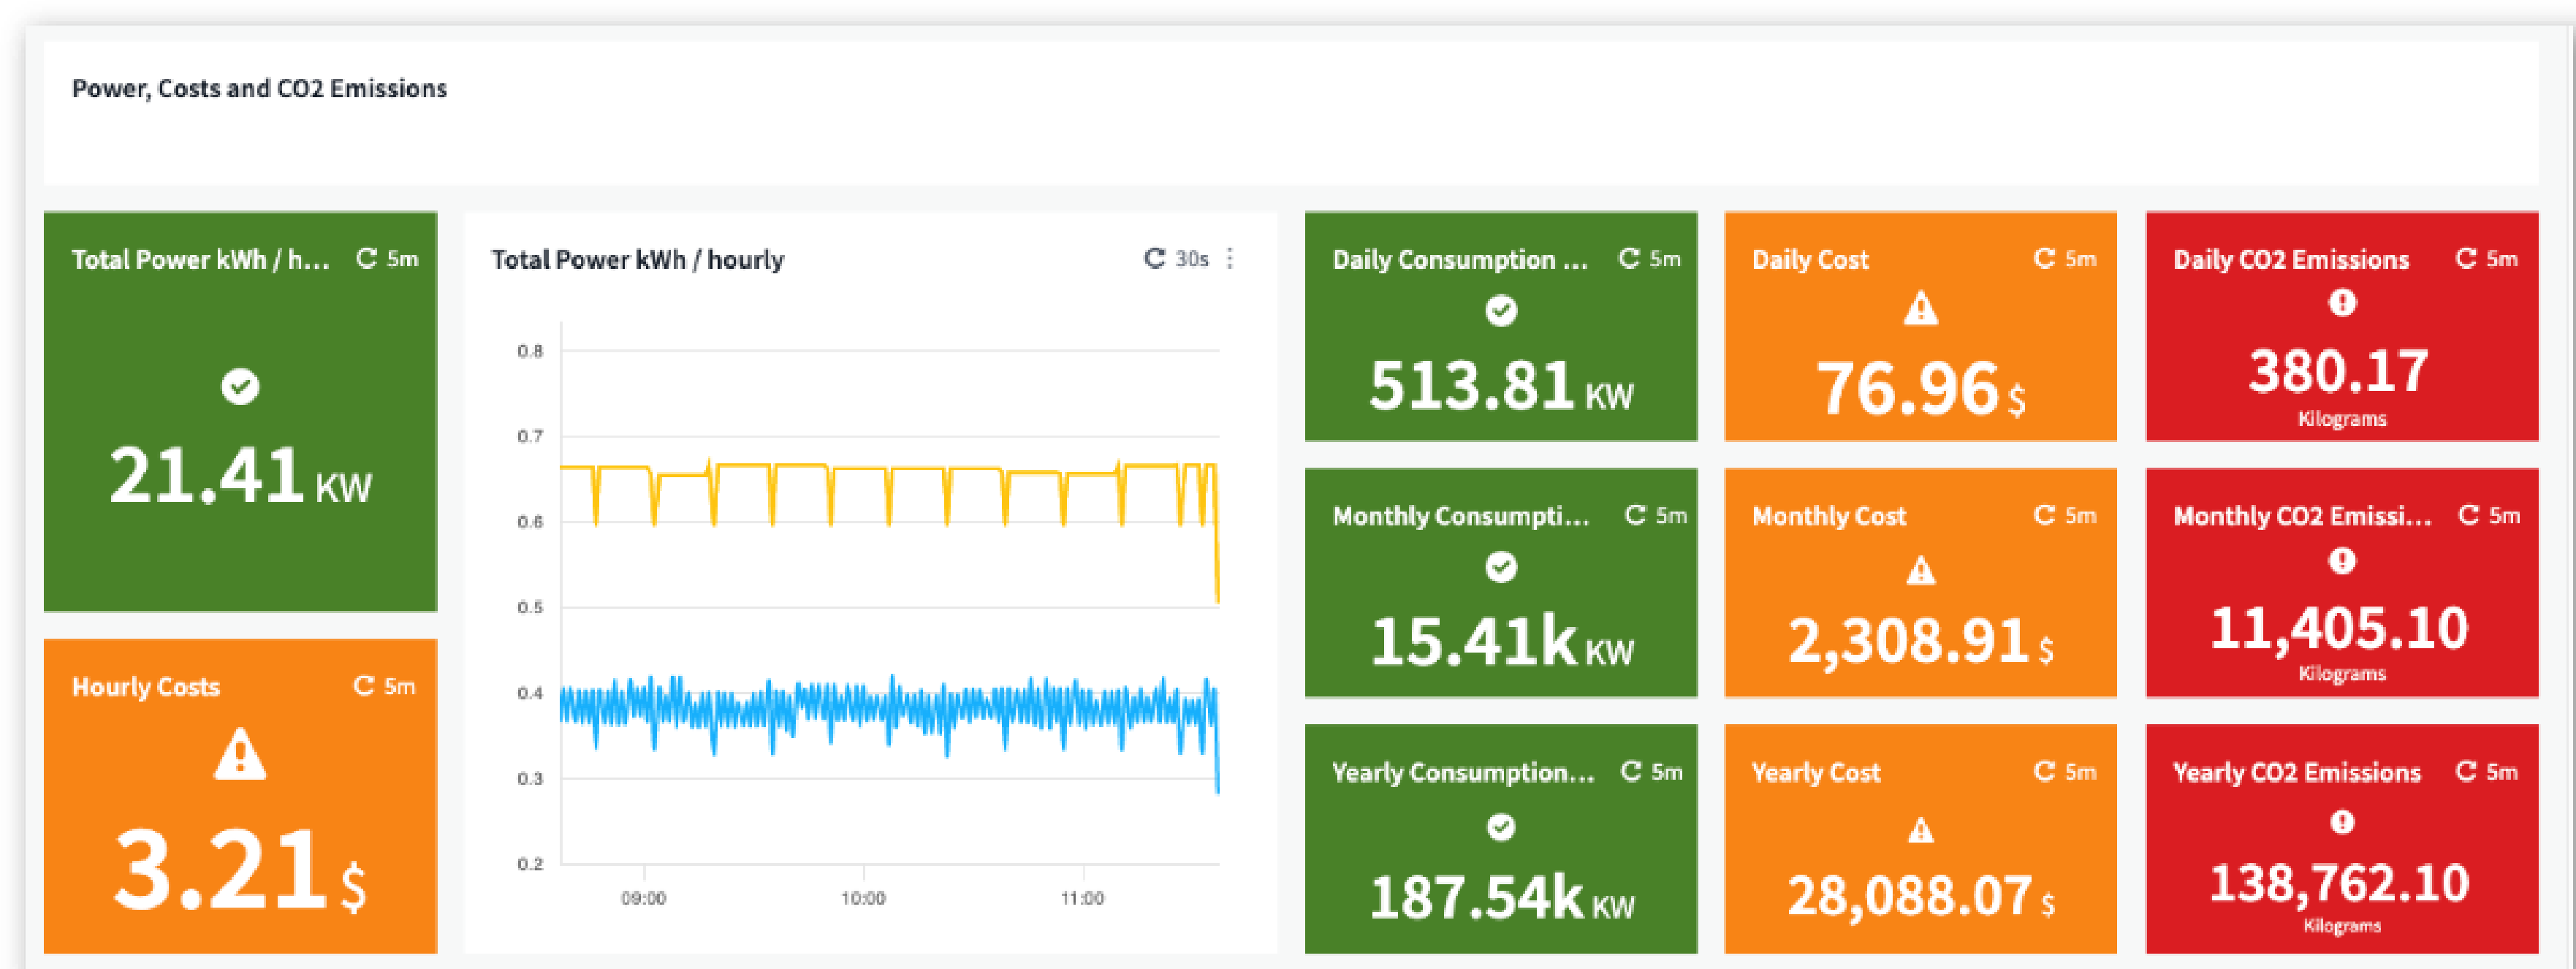 Power, Costs and CO2 Emissions
Total Power kWh / h... 5m
21.41 KW
Hourly Costs 5m
3.21 $
Total Power kWh / hourly 30s
0.8
0.7
0.6
0.5
0.4
0.3
0.2
09:00 10:00 11:00
Daily Consumption ... 5m
513.81 KW
Daily Cost 5m
76.96 $
Daily CO2 Emissions 5m
380.17
Kilograms
Monthly Consumpti... 5m
15.41k KW
Monthly Cost 5m
2,308.91 $
Monthly CO2 Emissi... 5m
11,405.10
Kilograms
Yearly Consumption... 5m
187.54k KW
Yearly Cost 5m
28,088.07 $
Yearly CO2 Emissions 5m
138,762.10
Kilograms